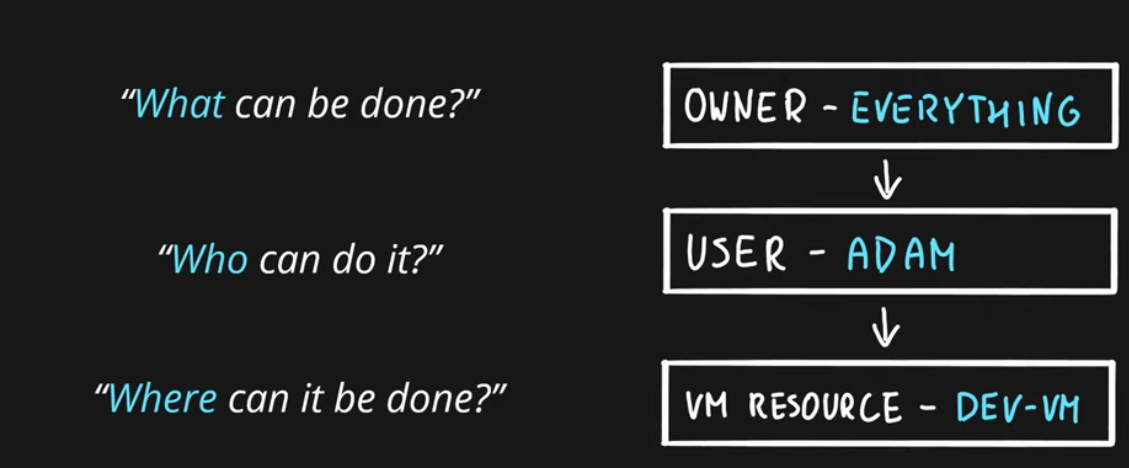 “What can be done?”
OWNER - EVERYTHING
“Who can do it?”
USER - ADAM
“Where can it be done?”
VM RESOURCE - DEV-VM